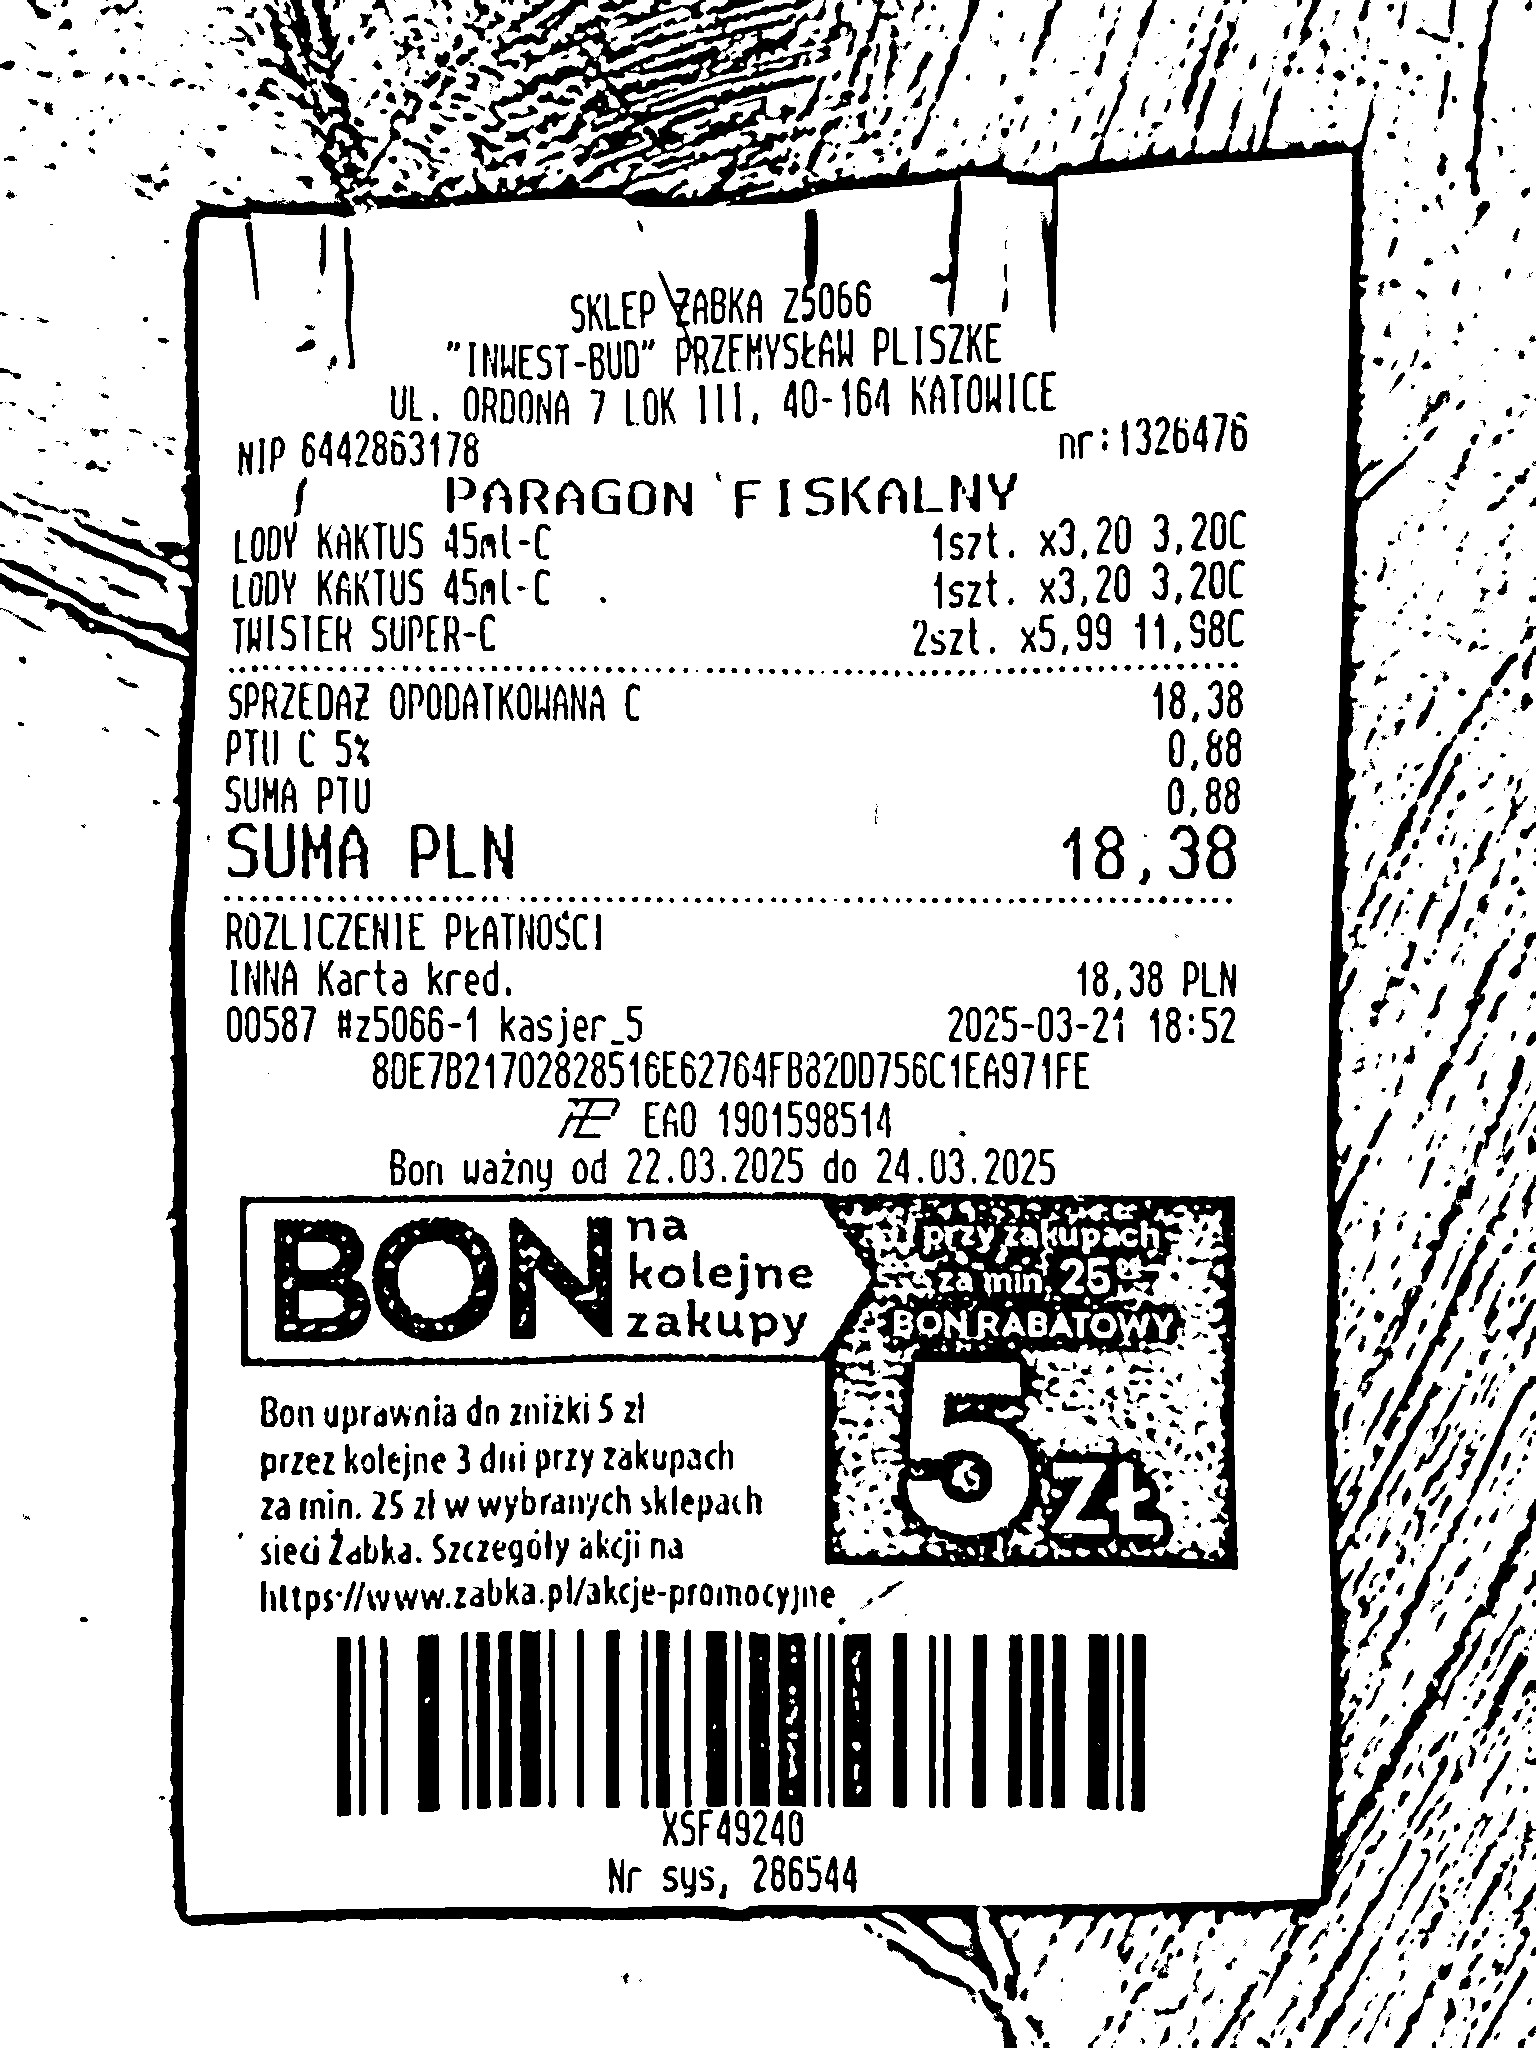 SKLEP ŻABKA Z5066
"INWEST-BUD" PRZEMYSŁAW PLISZKE
UL. ORDONA 7 LOK III, 40-164 KATOWICE
NIP 6442863178 nr:1326476
PARAGON FISKALNY
LODY KAKTUS 45ml-C 1szt. x3,20 3,20C
LODY KAKTUS 45ml-C 1szt. x3,20 3,20C
TWISTER SUPER-C 2szt. x5,99 11,98C
SPRZEDAŻ OPODATKOWANA C 18,38
PTU C 5% 0,88
SUMA PTU 0,88
SUMA PLN 18,38
ROZLICZENIE PŁATNOŚCI
INNA Karta kred. 18,38 PLN
00587 #z5066-1 kasjer_5 2025-03-21 18:52
8DE7B21702828516E62764FB82DD756C1EA971FE
EAO 1901598514
Bon ważny od 22.03.2025 do 24.03.2025
BON na kolejne zakupy
przy zakupach
za min. 25 zł
BON RABATOWY
5 ZŁ
Bon uprawnia do zniżki 5 zł
przez kolejne 3 dni przy zakupach
za min. 25 zł w wybranych sklepach
sieci Żabka. Szczegóły akcji na
https://www.zabka.pl/akcje-promocyjne
XSF49240
Nr sys, 286544